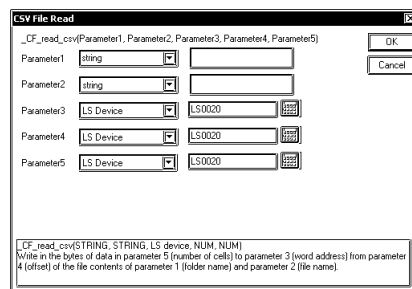 CSV File Read
_CF_read_csv(Parameter1, Parameter2, Parameter3, Parameter4, Parameter5)
OK
Cancel
Parameter1 string
Parameter2 string
Parameter3 LS Device LS0020
Parameter4 LS Device LS0020
Parameter5 LS Device LS0020
_CF_read_csv(STRING, STRING, LS device, NUM, NUM)
Write in the bytes of data in parameter 5 (number of cells) to parameter 3 (word address) from parameter
4 (offset) of the file contents of parameter 1 (folder name) and parameter 2 (file name).